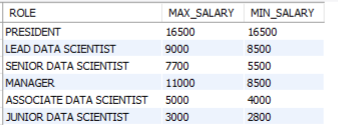 ROLE MAX_SALARY MIN_SALARY
PRESIDENT 16500 16500
LEAD DATA SCIENTIST 9000 8500
SENIOR DATA SCIENTIST 7700 5500
MANAGER 11000 8500
ASSOCIATE DATA SCIENTIST 5000 4000
JUNIOR DATA SCIENTIST 3000 2800